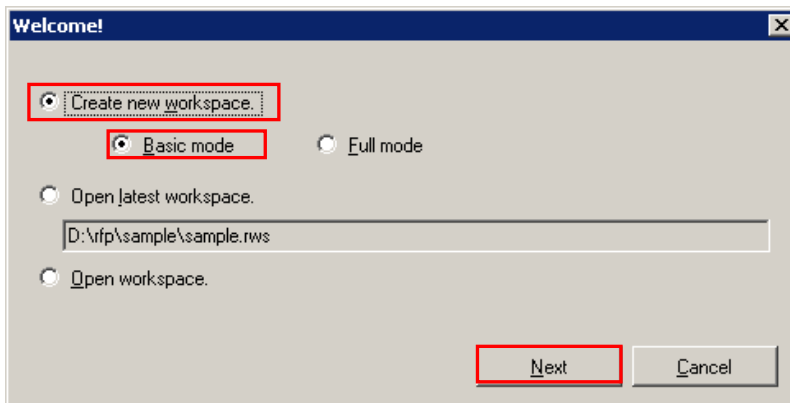 Welcome!
Create new workspace.
Basic mode Full mode
Open latest workspace.
D:\rfp\sample\sample.rws
Open workspace.
Next Cancel